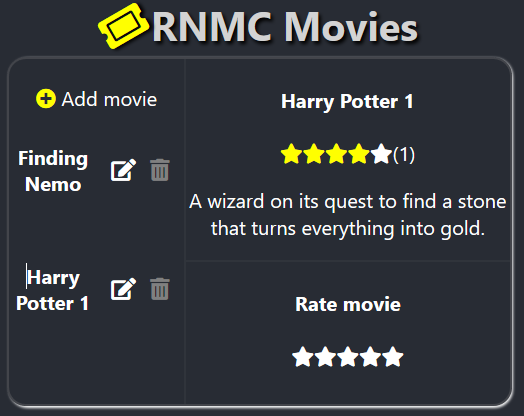 RNMC Movies
Add movie
Finding
Nemo
Harry
Potter 1
Harry Potter 1
(1)
A wizard on its quest to find a stone
that turns everything into gold.
Rate movie